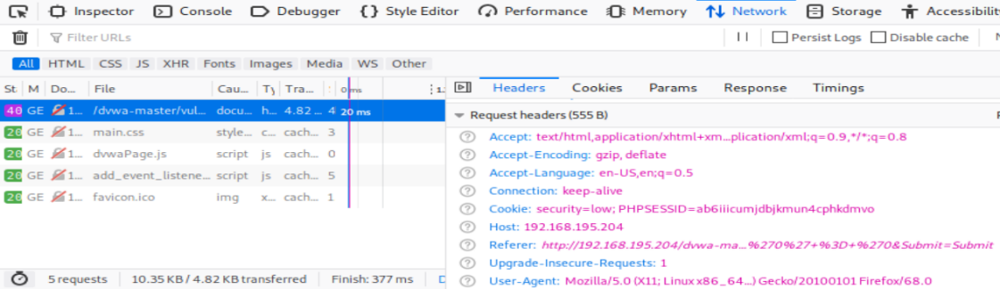 Inspector Console Debugger Style Editor Performance Memory Network Storage Accessibilit
Filter URLs Persist Logs Disable cache
All HTML CSS JS XHR Fonts Images Media WS Other
St M Do... File Cau... Ty Tra... 0 ms Headers Cookies Params Response Timings
40 GE 1... /dvwa-master/vul... docu... h... 4.82 ... 4 20 ms
20 GE 1... main.css style... c... cach... 3
20 GE 1... dvwaPage.js script js cach... 0
20 GE 1... add_event_listene... script js cach... 5
20 GE 1... favicon.ico img x... cach... 1
Request headers (555 B)
Accept: text/html,application/xhtml+xm...plication/xml;q=0.9,*/*;q=0.8
Accept-Encoding: gzip, deflate
Accept-Language: en-US,en;q=0.5
Connection: keep-alive
Cookie: security=low; PHPSESSID=ab6iiicumjdbjkmun4cphkdmvo
Host: 192.168.195.204
Referer: http://192.168.195.204/dvwa-ma...%270%27+%3D+%270&Submit=Submit
Upgrade-Insecure-Requests: 1
User-Agent: Mozilla/5.0 (X11; Linux x86_64...) Gecko/20100101 Firefox/68.0
5 requests 10.35 KB / 4.82 KB transferred Finish: 377 ms